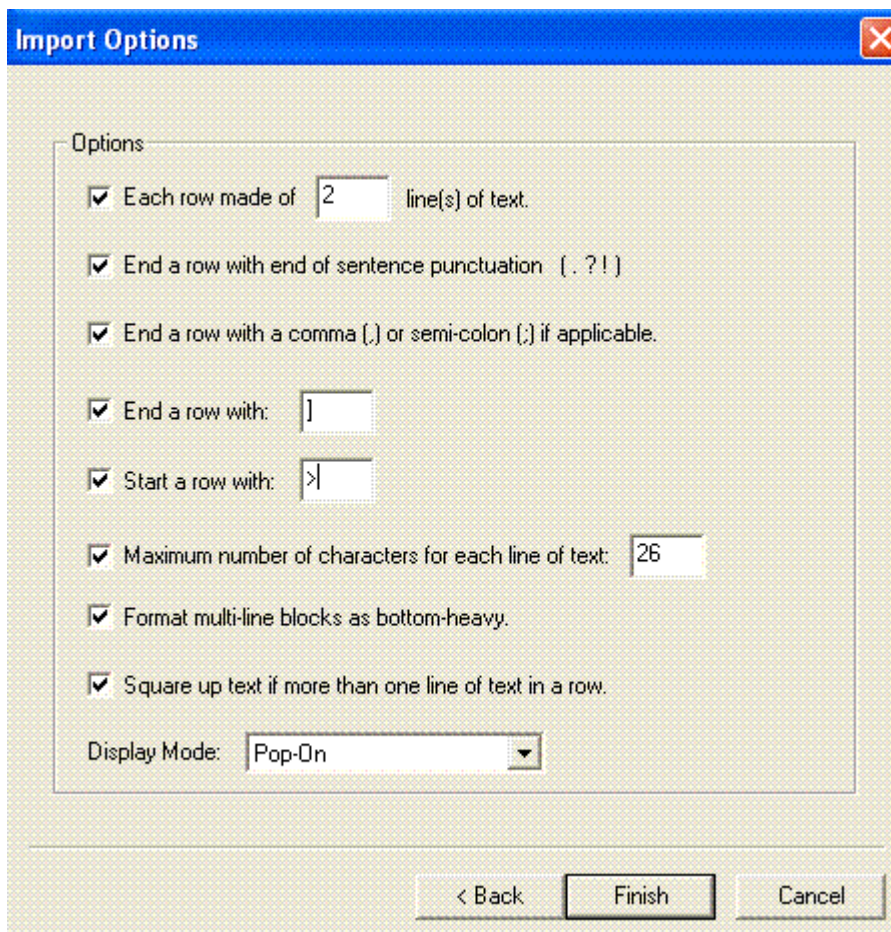 Import Options
Options
Each row made of 2 line(s) of text.
End a row with end of sentence punctuation ( . ? ! )
End a row with a comma (,) or semi-colon (;) if applicable.
End a row with: ]
Start a row with: >
Maximum number of characters for each line of text: 26
Format multi-line blocks as bottom-heavy.
Square up text if more than one line of text in a row.
Display Mode: Pop-On
< Back Finish Cancel